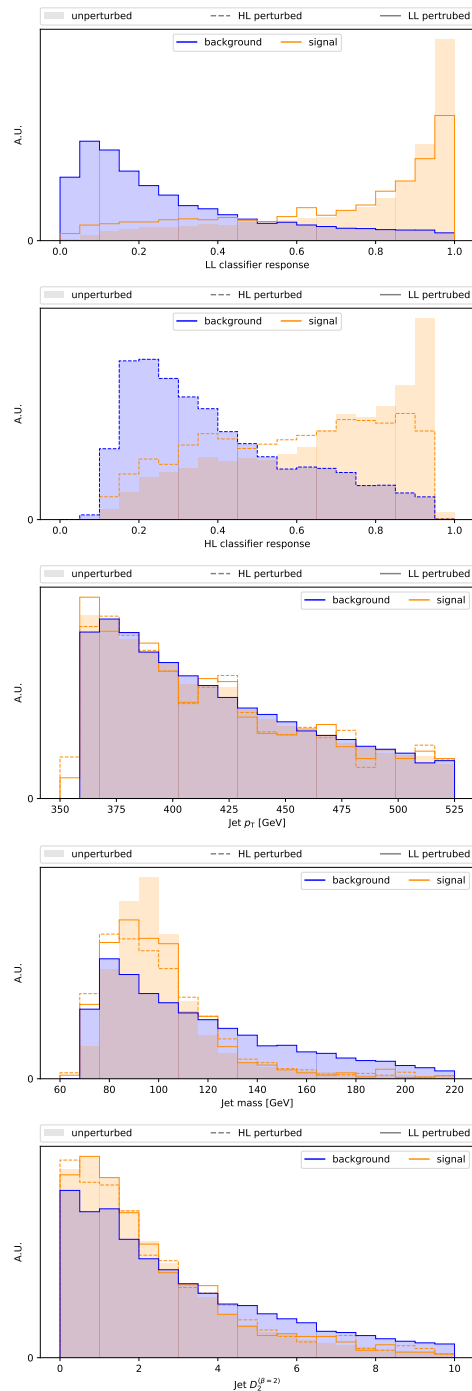 unperturbed HL perturbed LL pertrubed
background signal
A.U.
0
0.0 0.2 0.4 0.6 0.8 1.0
LL classifier response
unperturbed HL perturbed LL pertrubed
background signal
A.U.
0
0.0 0.2 0.4 0.6 0.8 1.0
HL classifier response
unperturbed HL perturbed LL pertrubed
background signal
A.U.
0
350 375 400 425 450 475 500 525
Jet p_T [GeV]
unperturbed HL perturbed LL pertrubed
background signal
A.U.
0
60 80 100 120 140 160 180 200 220
Jet mass [GeV]
unperturbed HL perturbed LL pertrubed
background signal
A.U.
0
0 2 4 6 8 10
Jet D_2^{(β=2)}